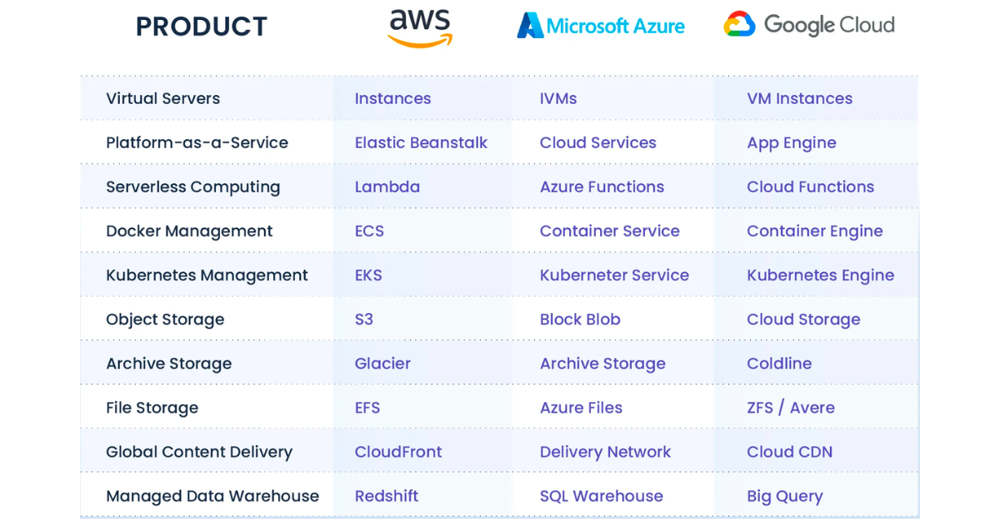 PRODUCT aws Microsoft Azure Google Cloud
Virtual Servers Instances IVMs VM Instances
Platform-as-a-Service Elastic Beanstalk Cloud Services App Engine
Serverless Computing Lambda Azure Functions Cloud Functions
Docker Management ECS Container Service Container Engine
Kubernetes Management EKS Kuberneter Service Kubernetes Engine
Object Storage S3 Block Blob Cloud Storage
Archive Storage Glacier Archive Storage Coldline
File Storage EFS Azure Files ZFS / Avere
Global Content Delivery CloudFront Delivery Network Cloud CDN
Managed Data Warehouse Redshift SQL Warehouse Big Query